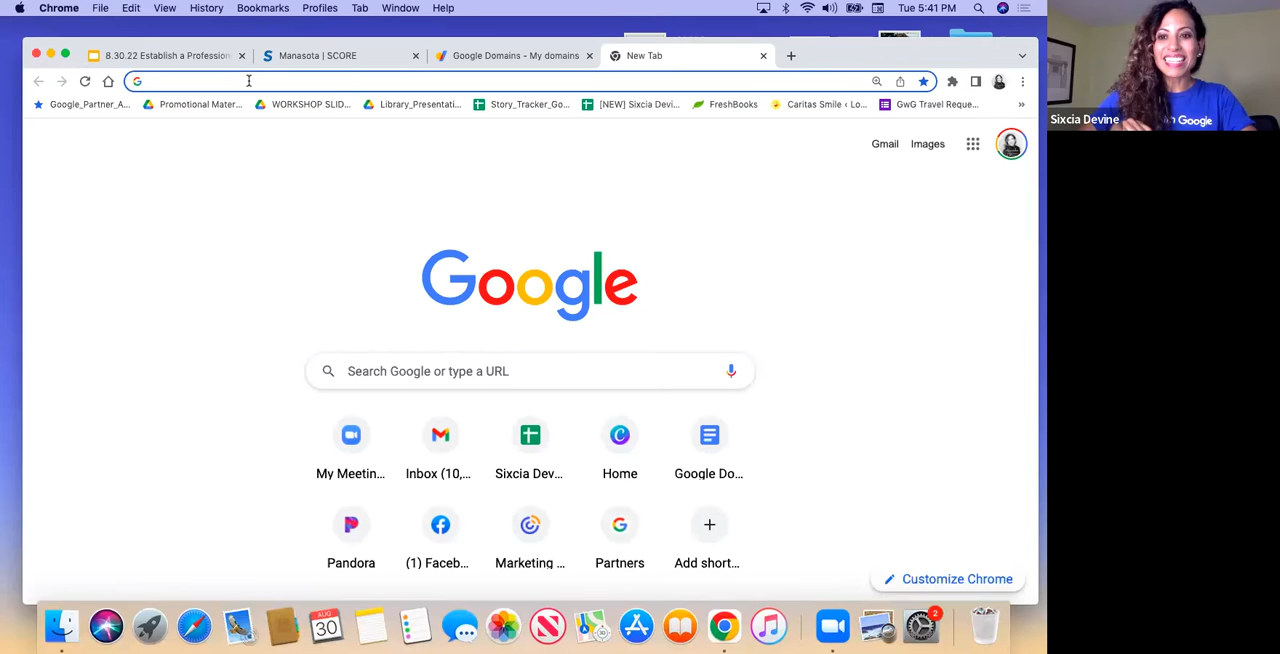 Chrome File Edit View History Bookmarks Profiles Tab Window Help Tue 5:41 PM
8.30.22 Establish a Profession Manasota | SCORE Google Domains - My domains New Tab
Google_Partner_A... Promotional Mater... WORKSHOP SLID... Library_Presentati... Story_Tracker_Go... [NEW] Sixcia Devi... FreshBooks Caritas Smile ‹ Lo... GwG Travel Reque... »
Gmail Images
Google
Search Google or type a URL
My Meetin... Inbox (10,... Sixcia Dev... Home Google Do...
Pandora (1) Faceb... Marketing ... Partners Add short...
Customize Chrome
AUG
30
2
Google
Sixcia Devine